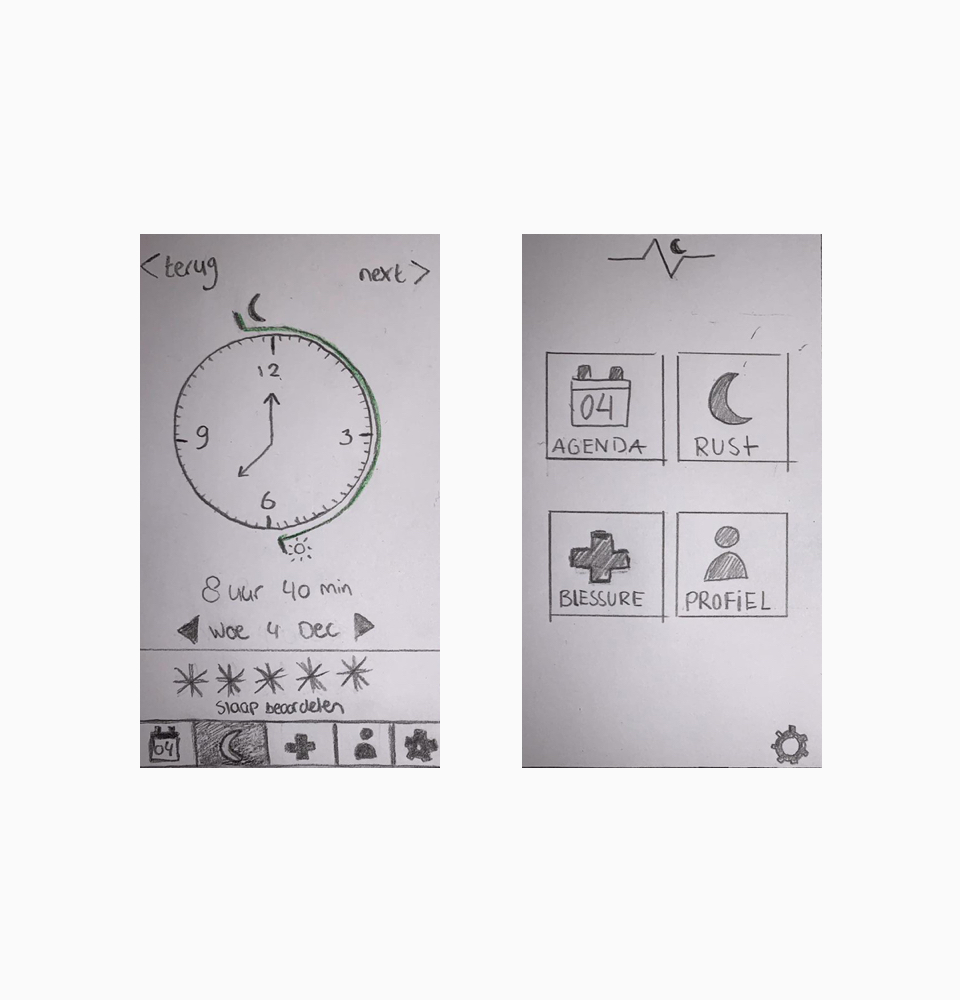 < terug
next >
12
9
3
6
8 uur 40 min
Woe 4 Dec
Slaap beoordelen
04
04
AGENDA
RUSt
BLESSURE
PROFiEL